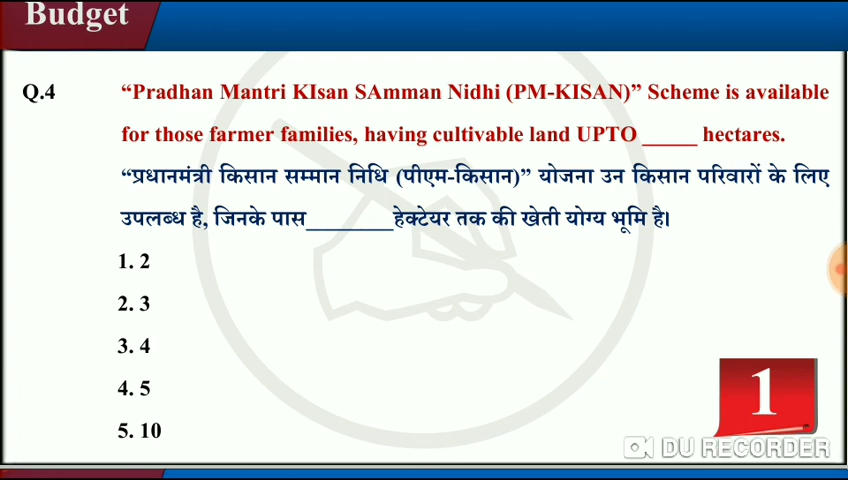 Budget
Q.4 “Pradhan Mantri KIsan SAmman Nidhi (PM-KISAN)” Scheme is available
for those farmer families, having cultivable land UPTO _____ hectares.
“प्रधानमंत्री किसान सम्मान निधि (पीएम-किसान)” योजना उन किसान परिवारों के लिए
उपलब्ध है, जिनके पास________हेक्टेयर तक की खेती योग्य भूमि है।
1. 2
2. 3
3. 4
4. 5
5. 10
1
DU RECORDER